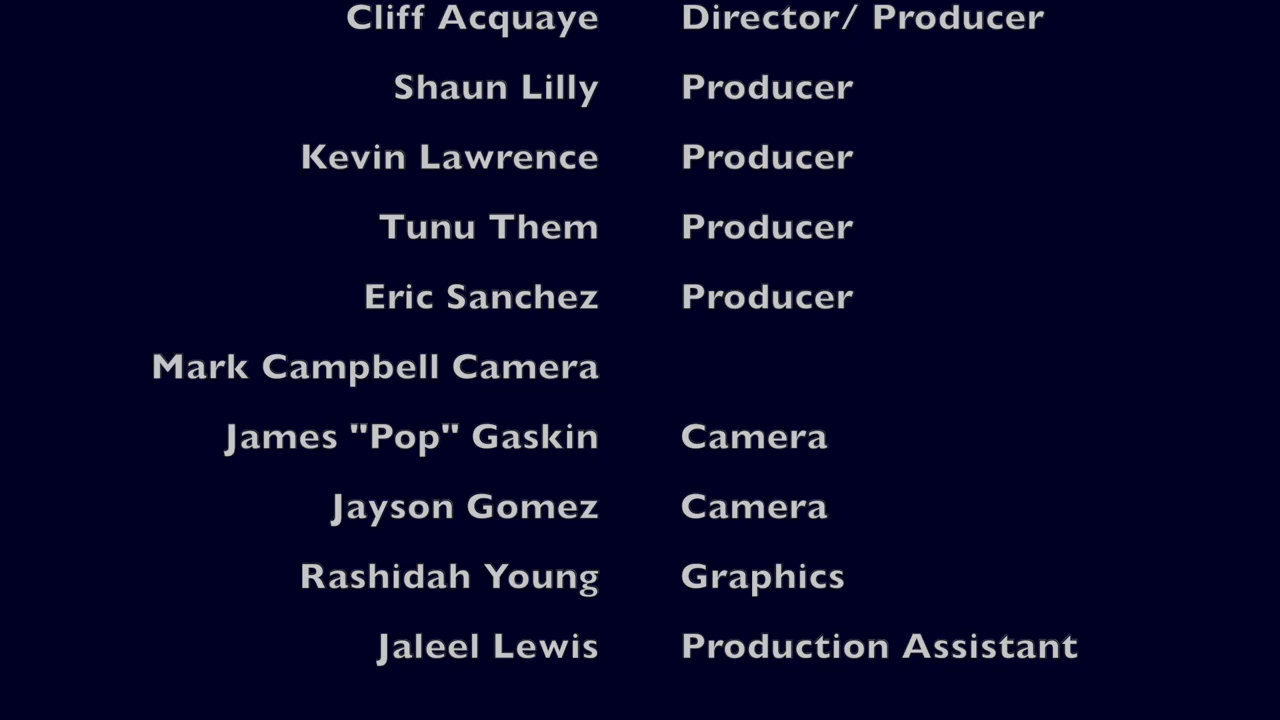 Cliff Acquaye Director/ Producer
Shaun Lilly Producer
Kevin Lawrence Producer
Tunu Them Producer
Eric Sanchez Producer
Mark Campbell Camera
James "Pop" Gaskin Camera
Jayson Gomez Camera
Rashidah Young Graphics
Jaleel Lewis Production Assistant